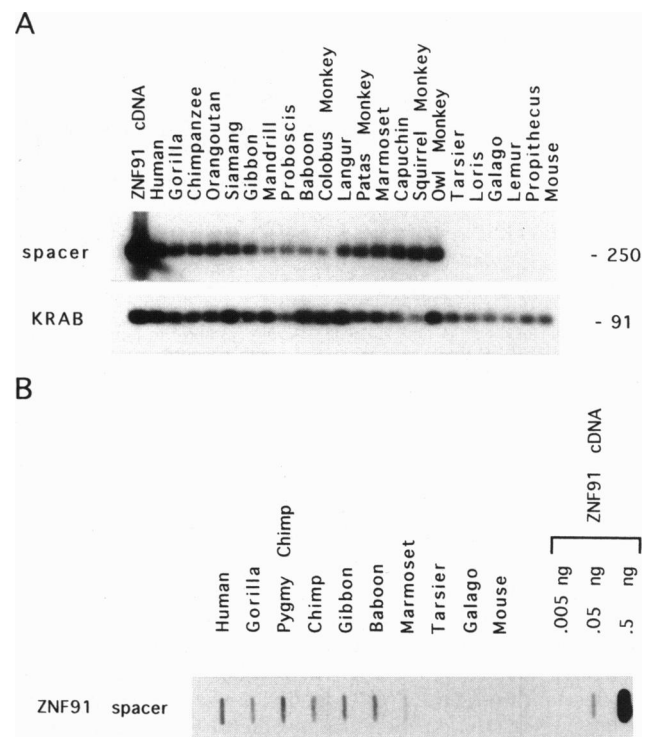 A
ZNF91 cDNA
Human
Gorilla
Chimpanzee
Orangoutan
Siamang
Gibbon
Mandrill
Proboscis
Baboon
Colobus Monkey
Langur
Patas Monkey
Marmoset
Capuchin
Squirrel Monkey
Owl Monkey
Tarsier
Loris
Galago
Lemur
Propithecus
Mouse
spacer
- 250
KRAB
- 91
B
Human
Gorilla
Pygmy Chimp
Chimp
Gibbon
Baboon
Marmoset
Tarsier
Galago
Mouse
ZNF91 cDNA
.005 ng
.05 ng
.5 ng
ZNF91 spacer